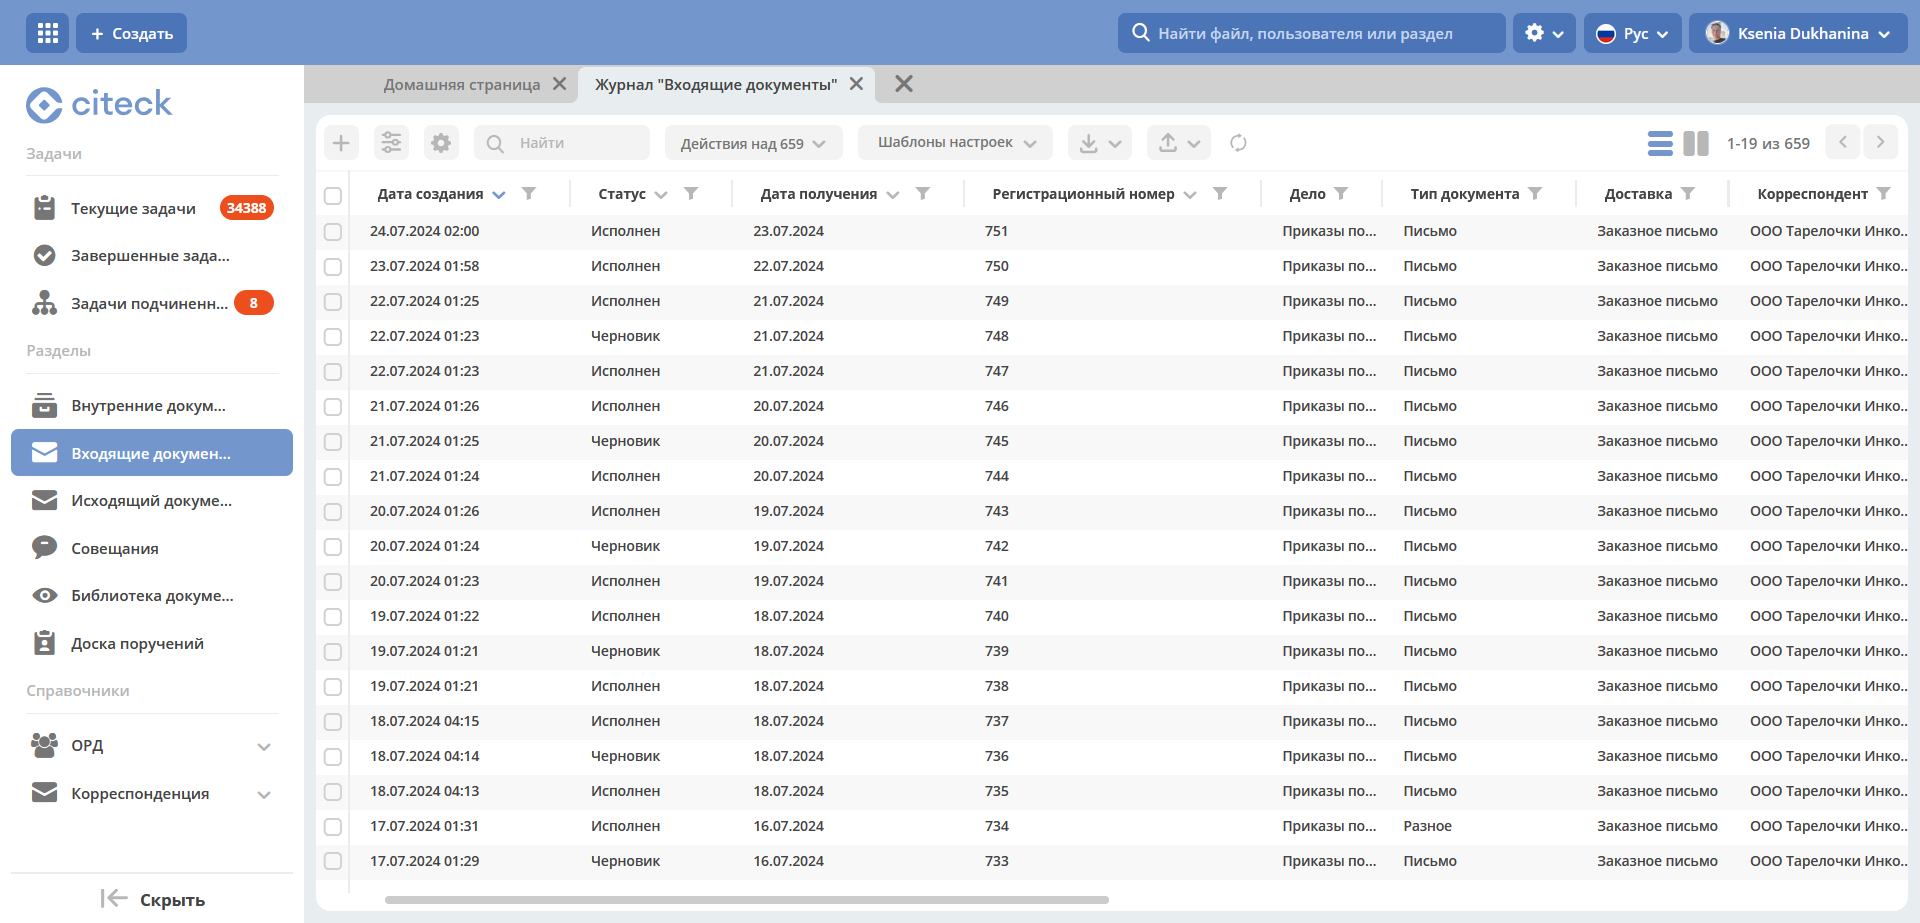 + Создать
Найти файл, пользователя или раздел
Рус
Ksenia Dukhanina
citeck
Задачи
Текущие задачи 34388
Завершенные зада...
Задачи подчиненн... 8
Разделы
Внутренние докум...
Входящие докумен...
Исходящий докуме...
Совещания
Библиотека докуме...
Доска поручений
Справочники
ОРД
Корреспонденция
Скрыть
Домашняя страница
Журнал "Входящие документы"
Найти
Действия над 659
Шаблоны настроек
1-19 из 659
Дата создания Статус Дата получения Регистрационный номер Дело Тип документа Доставка Корреспондент
24.07.2024 02:00 Исполнен 23.07.2024 751 Приказы по... Письмо Заказное письмо ООО Тарелочки Инко..
23.07.2024 01:58 Исполнен 22.07.2024 750 Приказы по... Письмо Заказное письмо ООО Тарелочки Инко..
22.07.2024 01:25 Исполнен 21.07.2024 749 Приказы по... Письмо Заказное письмо ООО Тарелочки Инко..
22.07.2024 01:23 Черновик 21.07.2024 748 Приказы по... Письмо Заказное письмо ООО Тарелочки Инко..
22.07.2024 01:23 Исполнен 21.07.2024 747 Приказы по... Письмо Заказное письмо ООО Тарелочки Инко..
21.07.2024 01:26 Исполнен 20.07.2024 746 Приказы по... Письмо Заказное письмо ООО Тарелочки Инко..
21.07.2024 01:25 Черновик 20.07.2024 745 Приказы по... Письмо Заказное письмо ООО Тарелочки Инко..
21.07.2024 01:24 Исполнен 20.07.2024 744 Приказы по... Письмо Заказное письмо ООО Тарелочки Инко..
20.07.2024 01:26 Исполнен 19.07.2024 743 Приказы по... Письмо Заказное письмо ООО Тарелочки Инко..
20.07.2024 01:24 Черновик 19.07.2024 742 Приказы по... Письмо Заказное письмо ООО Тарелочки Инко..
20.07.2024 01:23 Исполнен 19.07.2024 741 Приказы по... Письмо Заказное письмо ООО Тарелочки Инко..
19.07.2024 01:22 Исполнен 18.07.2024 740 Приказы по... Письмо Заказное письмо ООО Тарелочки Инко..
19.07.2024 01:21 Черновик 18.07.2024 739 Приказы по... Письмо Заказное письмо ООО Тарелочки Инко..
19.07.2024 01:21 Исполнен 18.07.2024 738 Приказы по... Письмо Заказное письмо ООО Тарелочки Инко..
18.07.2024 04:15 Исполнен 18.07.2024 737 Приказы по... Письмо Заказное письмо ООО Тарелочки Инко..
18.07.2024 04:14 Черновик 18.07.2024 736 Приказы по... Письмо Заказное письмо ООО Тарелочки Инко..
18.07.2024 04:13 Исполнен 18.07.2024 735 Приказы по... Письмо Заказное письмо ООО Тарелочки Инко..
17.07.2024 01:31 Исполнен 16.07.2024 734 Приказы по... Разное Заказное письмо ООО Тарелочки Инко..
17.07.2024 01:29 Черновик 16.07.2024 733 Приказы по... Письмо Заказное письмо ООО Тарелочки Инко..